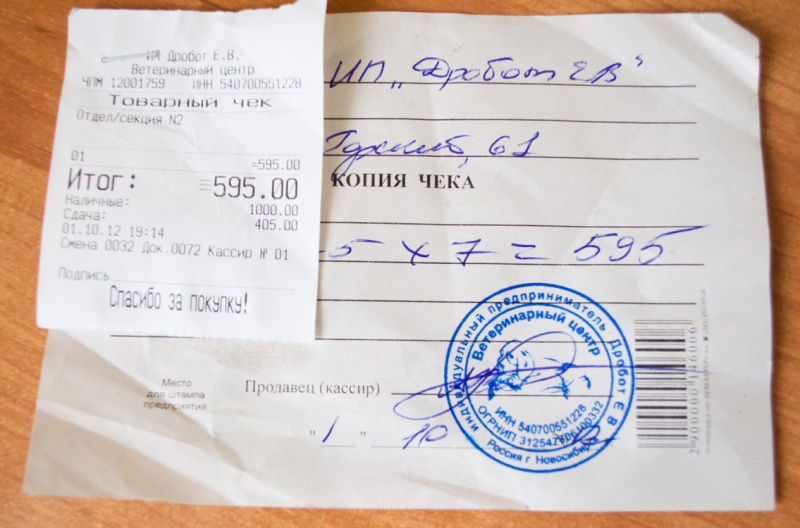 ИП Дробот Е.В.
Ветеринарный центр
ЧПМ 12001759 ИНН 540700551228
Товарный чек
Отдел/секция N2
01
=595.00
Итог: =595.00
Наличные: 1000.00
Сдача: 405.00
01.10.12 19:14
Смена 0032 Док.0072 Кассир № 01
Подпись
Спасибо за покупку!
ИП „Дробот ЕВ"
61
КОПИЯ ЧЕКА
5 x 7 = 595
Место
для штампа
предприятия
Продавец (кассир)
"1" 10
индивидуальный предприниматель Дробот Е В
Ветеринарный центр
ИНН 540700551228
ОГРНИП
Россия г Новосибирск
2900000146006